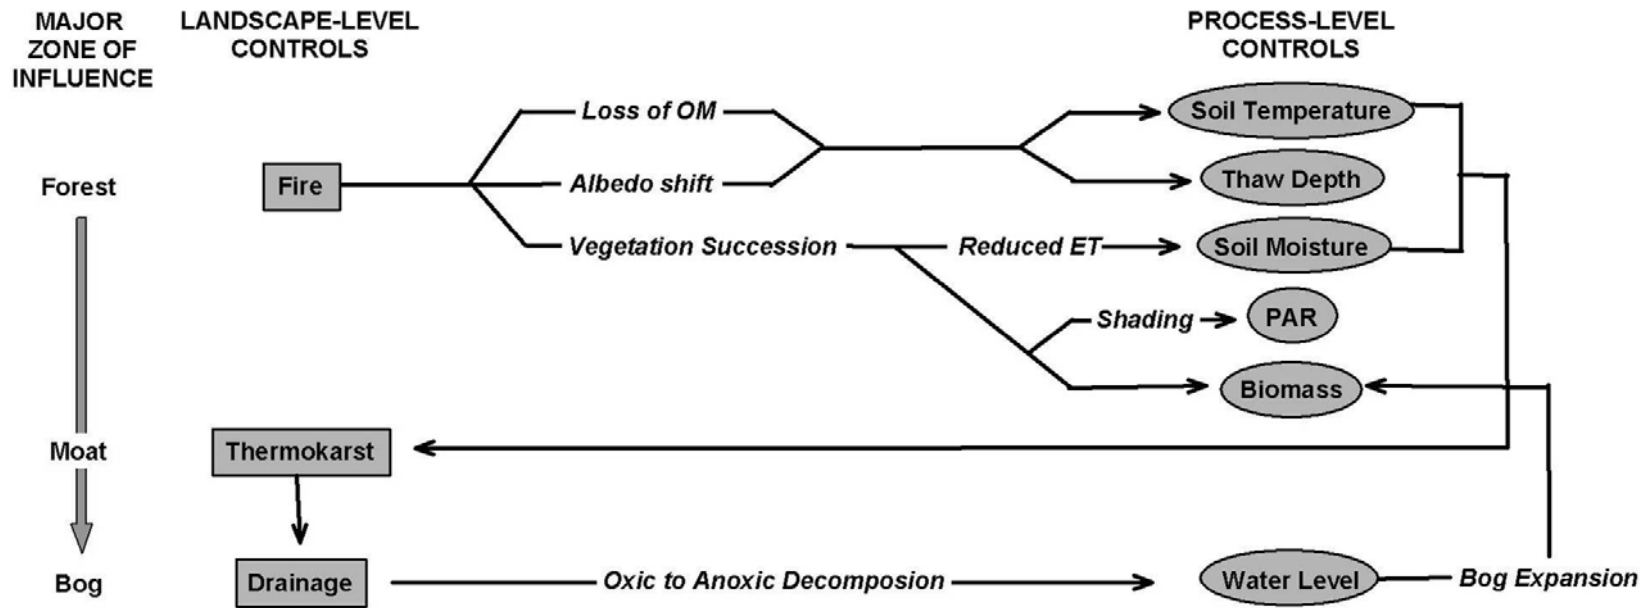 MAJOR
ZONE OF
INFLUENCE
LANDSCAPE-LEVEL
CONTROLS
PROCESS-LEVEL
CONTROLS
Loss of OM
Soil Temperature
Forest
Fire
Albedo shift
Thaw Depth
Vegetation Succession
Reduced ET
Soil Moisture
Shading
PAR
Biomass
Moat
Thermokarst
Bog
Drainage
Oxic to Anoxic Decomposion
Water Level
Bog Expansion